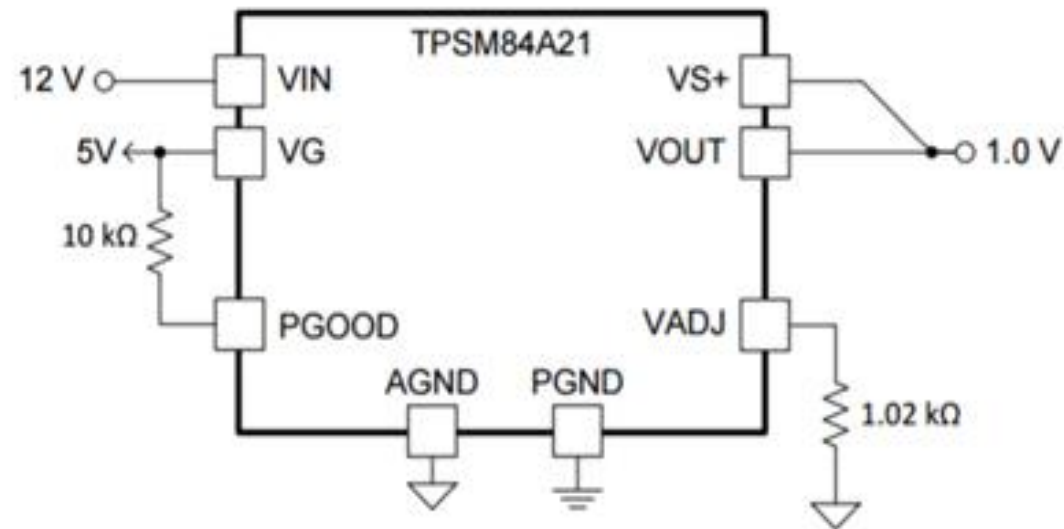 TPSM84A21
12 V
VIN
VS+
5V
VG
VOUT
1.0 V
10 kΩ
PGOOD
VADJ
AGND
PGND
1.02 kΩ